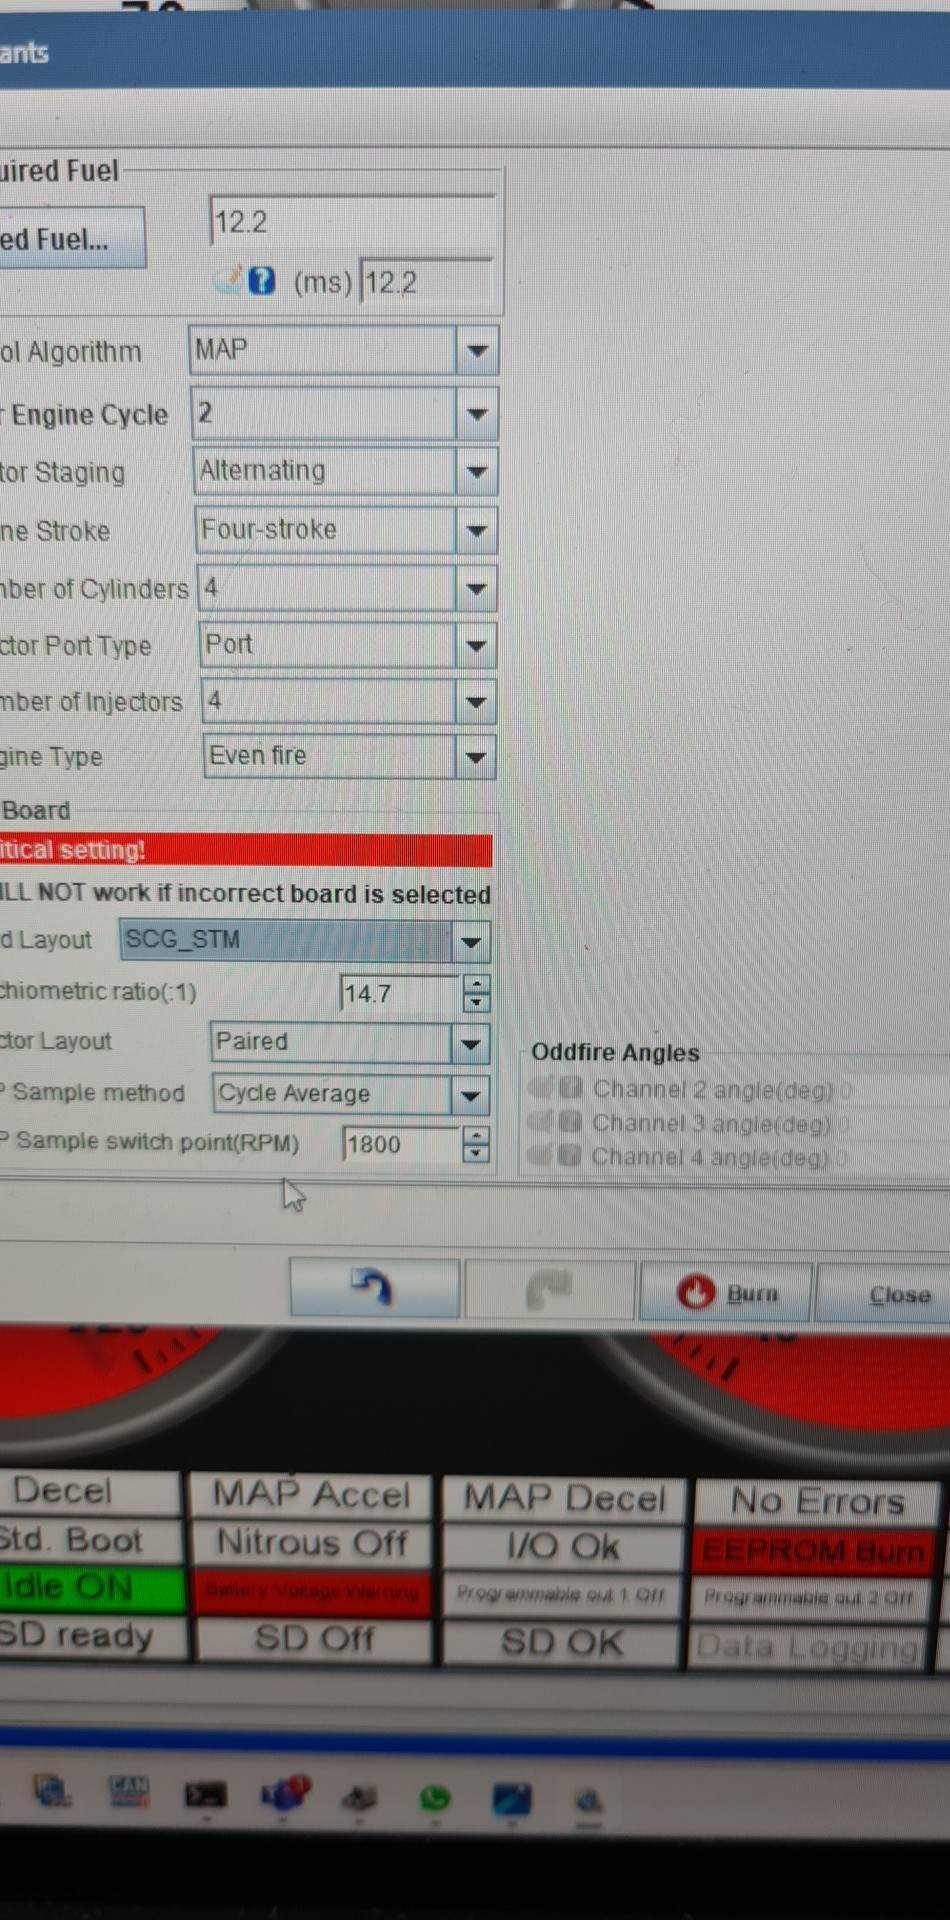 ants
uired Fuel
ed Fuel...
12.2
(ms) 12.2
ol Algorithm MAP
r Engine Cycle 2
tor Staging Alternating
ne Stroke Four-stroke
nber of Cylinders 4
ctor Port Type Port
mber of Injectors 4
gine Type Even fire
Board
itical setting!
ILL NOT work if incorrect board is selected
d Layout SCG_STM
chiometric ratio(:1) 14.7
ctor Layout Paired
P Sample method Cycle Average
P Sample switch point(RPM) 1800
Oddfire Angles
Channel 2 angle(deg) 0
Channel 3 angle(deg) 0
Channel 4 angle(deg) 0
Burn Close
Decel MAP Accel MAP Decel No Errors
Std. Boot Nitrous Off I/O Ok EEPROM Burn
Idle ON Battery Voltage Warning Programmable out 1 Off Programmable out 2 Off
SD ready SD Off SD OK Data Logging
CAN